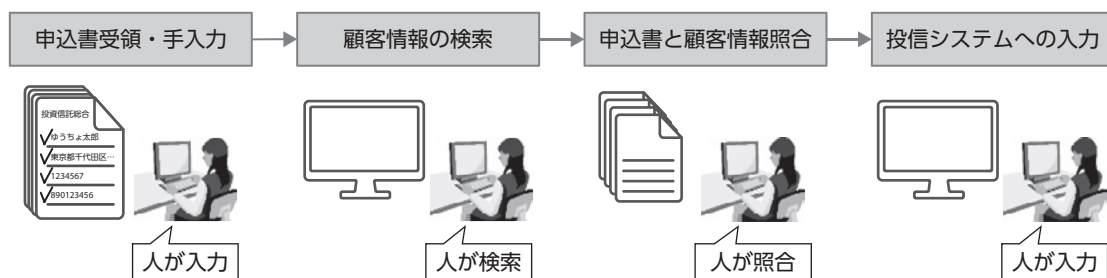 申込書受領・手入力
顧客情報の検索
申込書と顧客情報照合
投信システムへの入力
投資信託総合
ゆうちょ太郎
東京都千代田区…
1234567
890123456
人が入力
人が検索
人が照合
人が入力